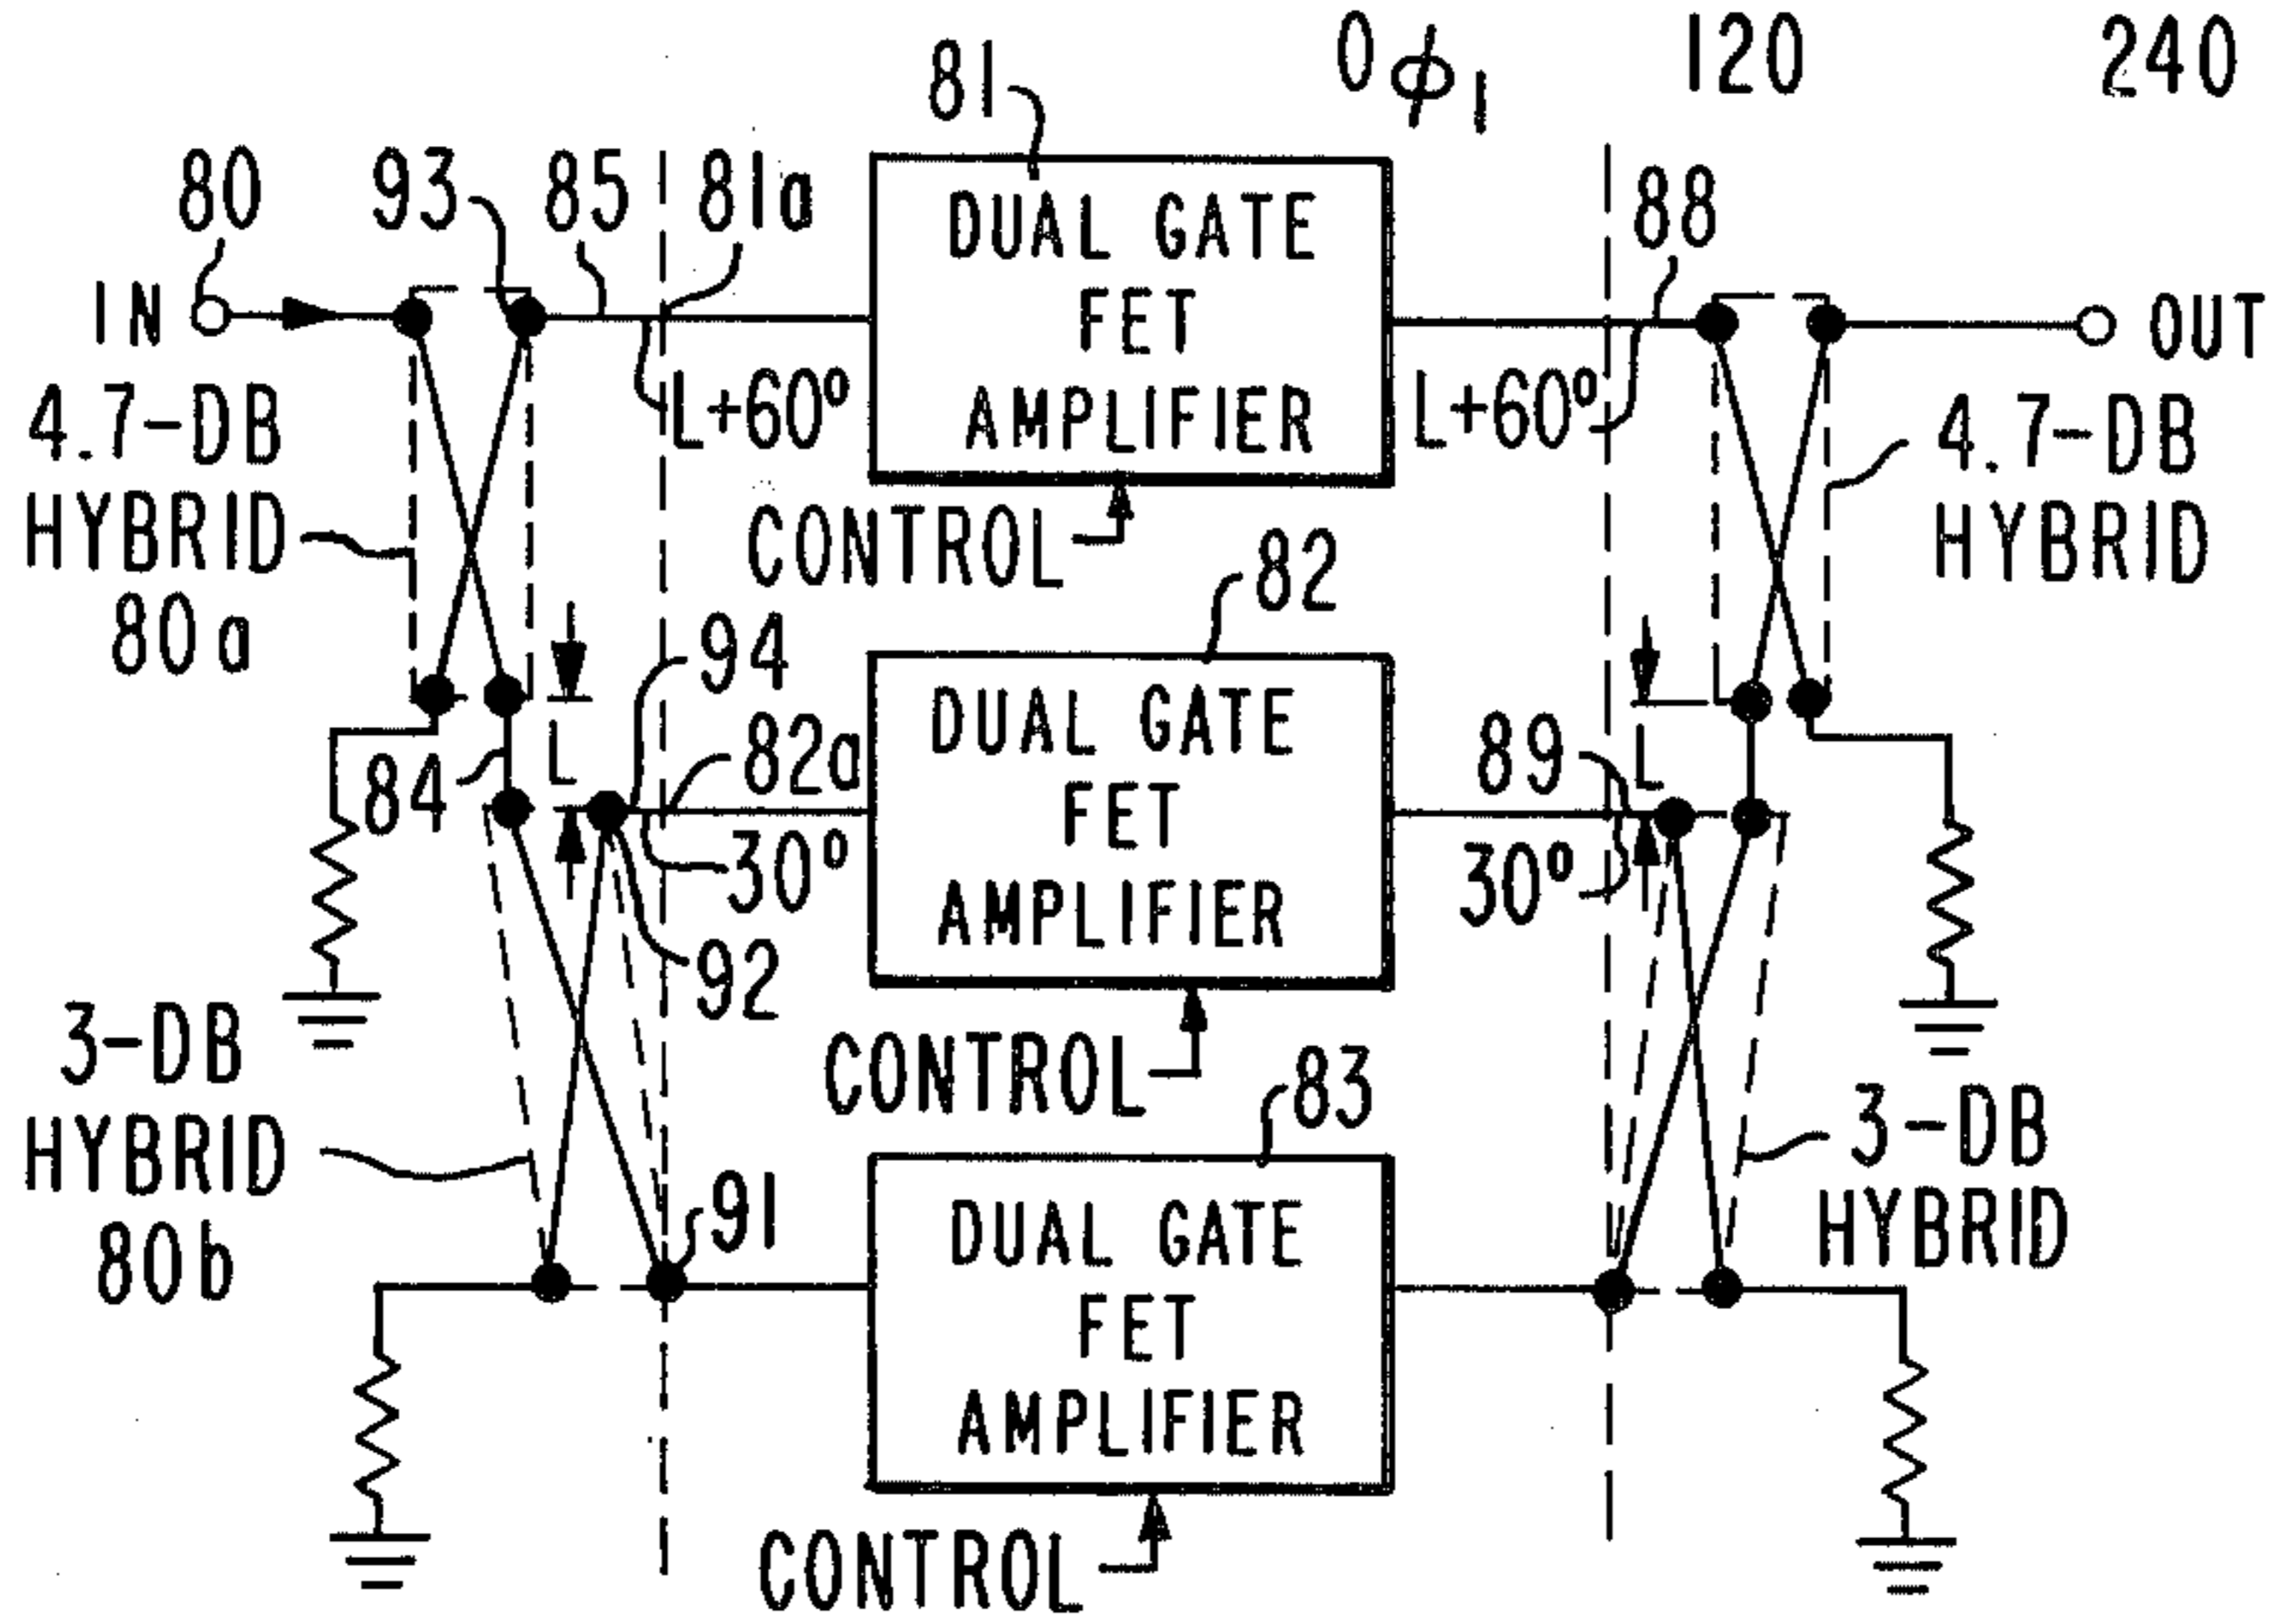 0 ϕ1 120 240
81
80 93 85 81a 88
DUAL GATE
FET
AMPLIFIER
IN
OUT
4.7-DB
HYBRID
80a
L+60°
L+60°
4.7-DB
HYBRID
CONTROL
82
94
DUAL GATE
FET
AMPLIFIER
84
L
82a
30°
92
89
L
30°
3-DB
HYBRID
80b
CONTROL
83
91
DUAL GATE
FET
AMPLIFIER
3-DB
HYBRID
CONTROL